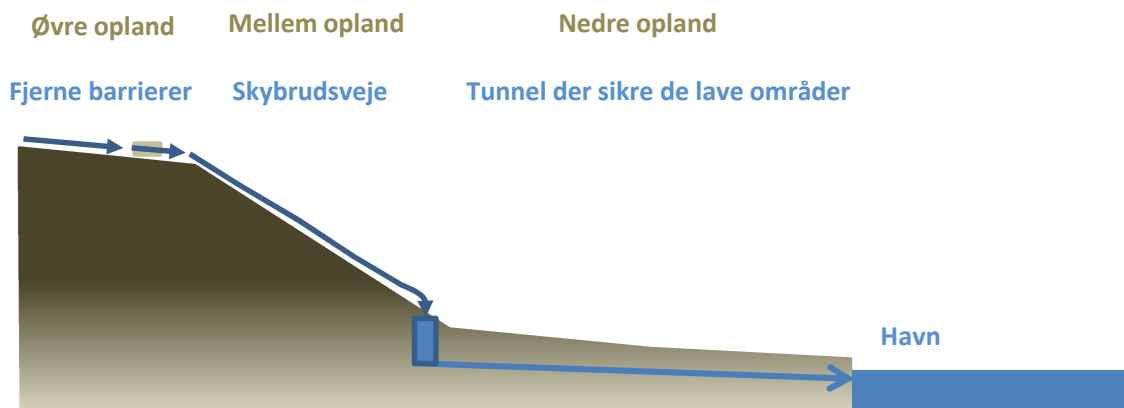 Øvre opland Mellem opland Nedre opland
Fjerne barrierer Skybrudsveje Tunnel der sikre de lave områder
Havn